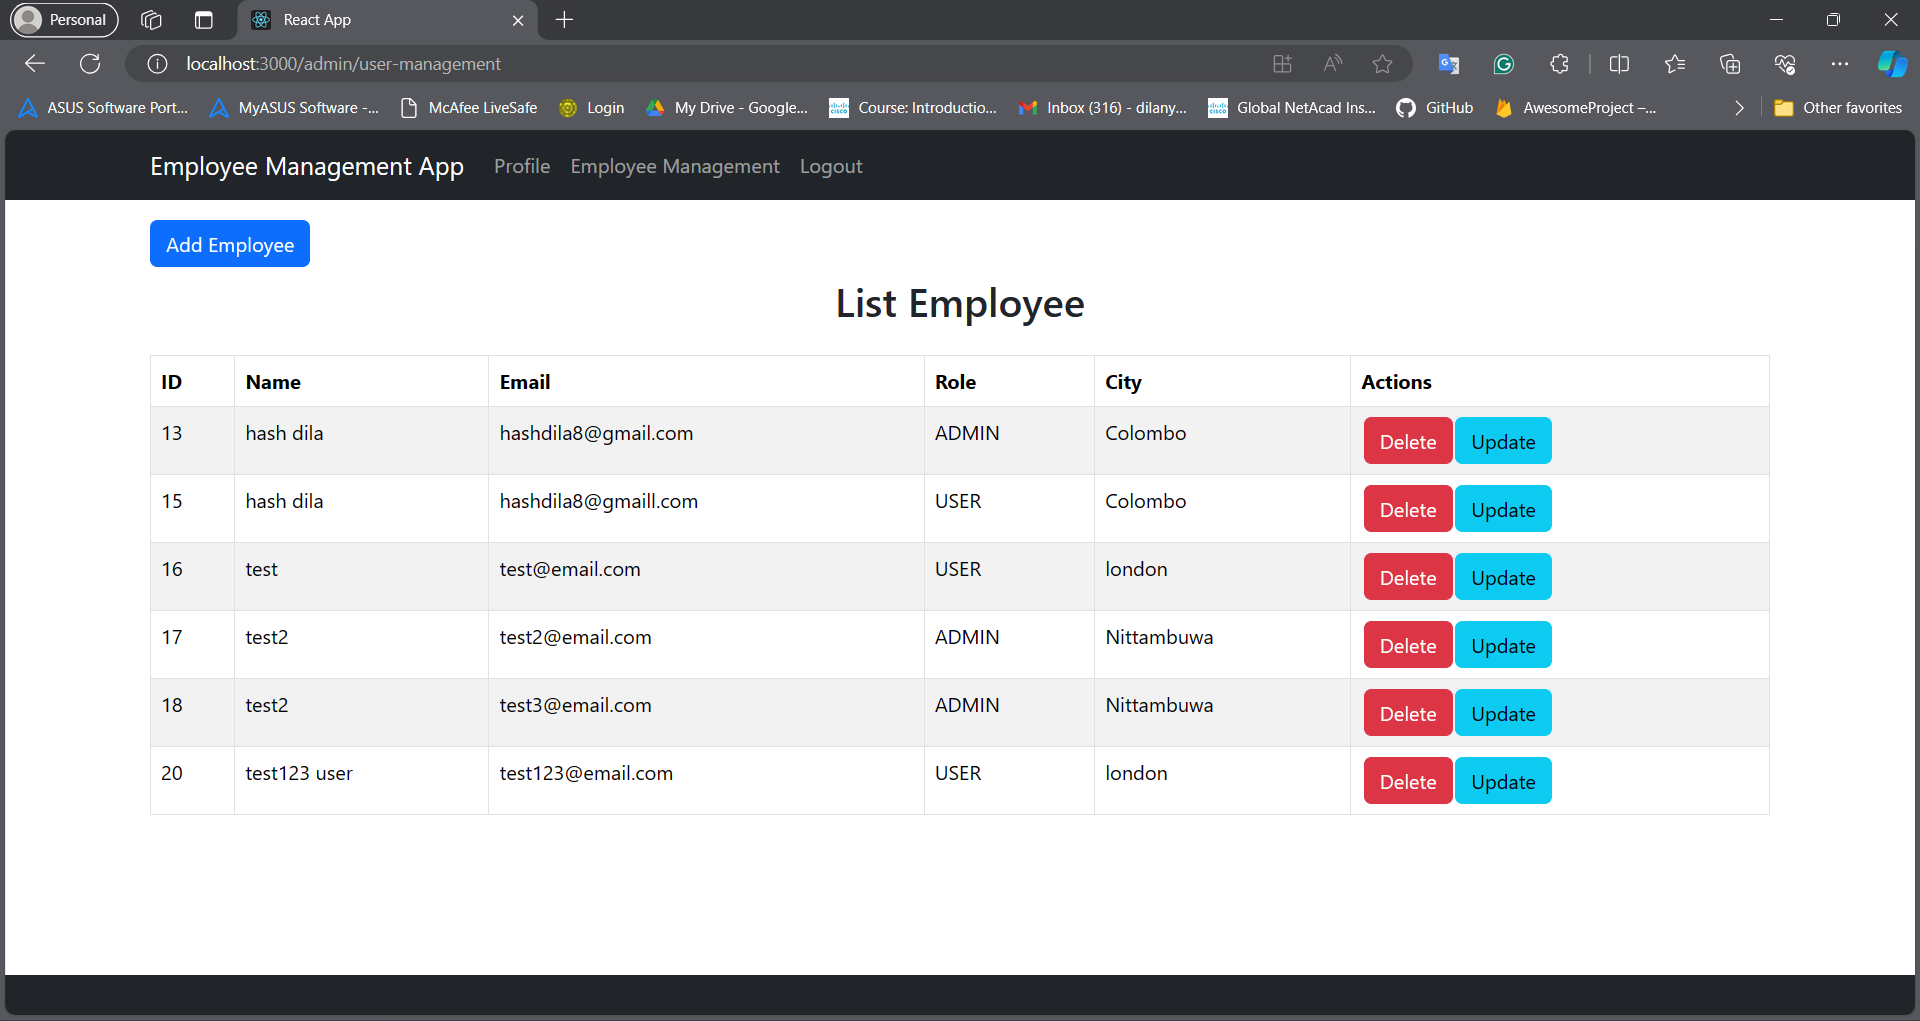 Personal React App
localhost:3000/admin/user-management
ASUS Software Port... MyASUS Software -... McAfee LiveSafe Login My Drive - Google... Course: Introductio... Inbox (316) - dilany... Global NetAcad Ins... GitHub AwesomeProject –... Other favorites
Employee Management App Profile Employee Management Logout
Add Employee
List Employee
ID Name Email Role City Actions
13 hash dila hashdila8@gmail.com ADMIN Colombo Delete Update
15 hash dila hashdila8@gmaill.com USER Colombo Delete Update
16 test test@email.com USER london Delete Update
17 test2 test2@email.com ADMIN Nittambuwa Delete Update
18 test2 test3@email.com ADMIN Nittambuwa Delete Update
20 test123 user test123@email.com USER london Delete Update